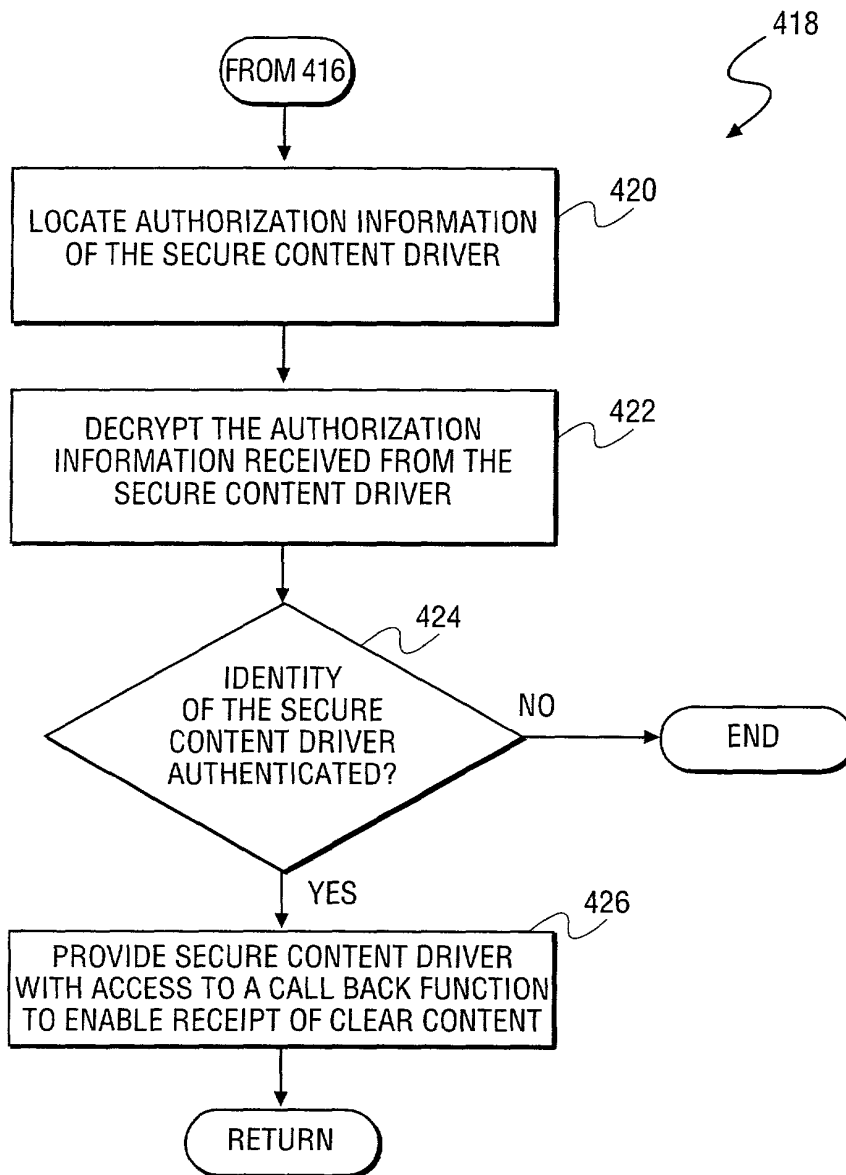 418
FROM 416
420
LOCATE AUTHORIZATION INFORMATION
OF THE SECURE CONTENT DRIVER
422
DECRYPT THE AUTHORIZATION
INFORMATION RECEIVED FROM THE
SECURE CONTENT DRIVER
424
IDENTITY
OF THE SECURE
CONTENT DRIVER
AUTHENTICATED?
NO
END
YES
426
PROVIDE SECURE CONTENT DRIVER
WITH ACCESS TO A CALL BACK FUNCTION
TO ENABLE RECEIPT OF CLEAR CONTENT
RETURN